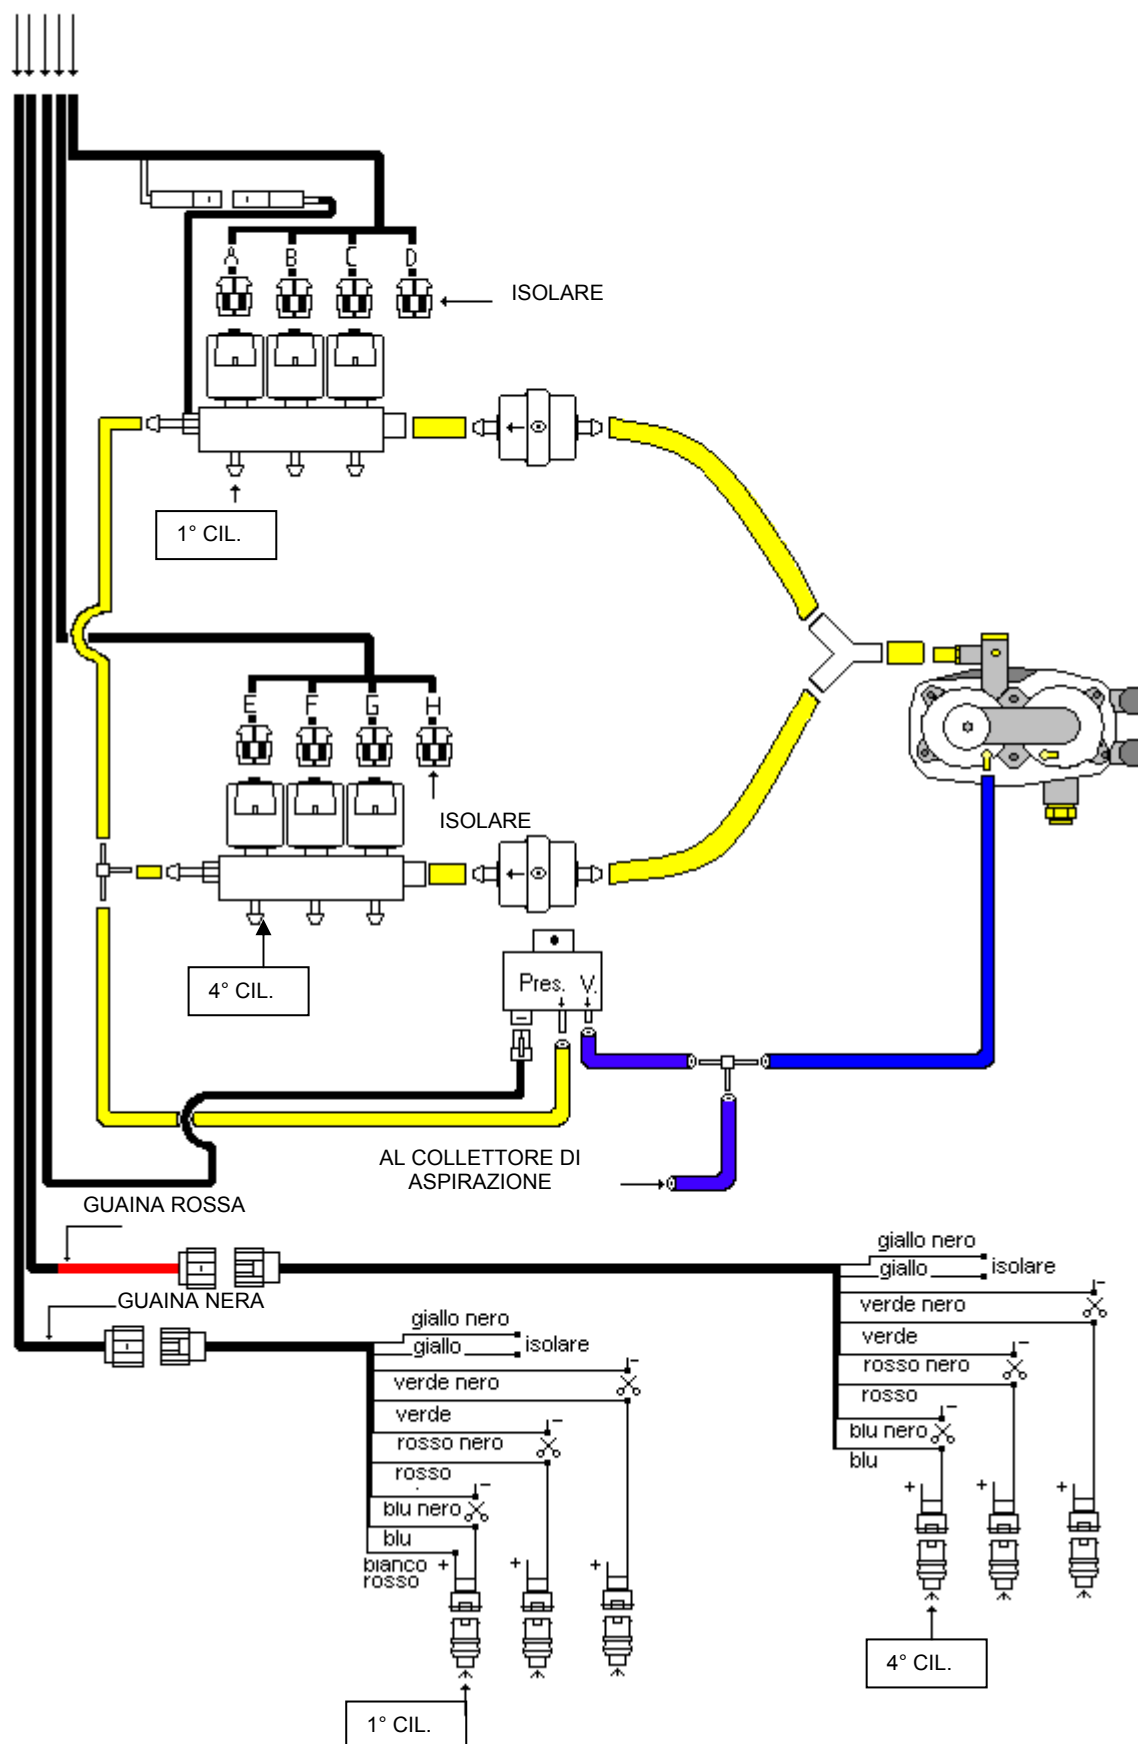 A B C D
ISOLARE
1° CIL.
E F G H
ISOLARE
4° CIL.
Pres. V.
AL COLLETTORE DI
ASPIRAZIONE
GUAINA ROSSA
GUAINA NERA
giallo nero
giallo
isolare
verde nero
verde
rosso nero
rosso
blu nero
blu
4° CIL.
giallo nero
giallo
isolare
verde nero
verde
rosso nero
rosso
blu nero
blu
bianco
rosso
1° CIL.